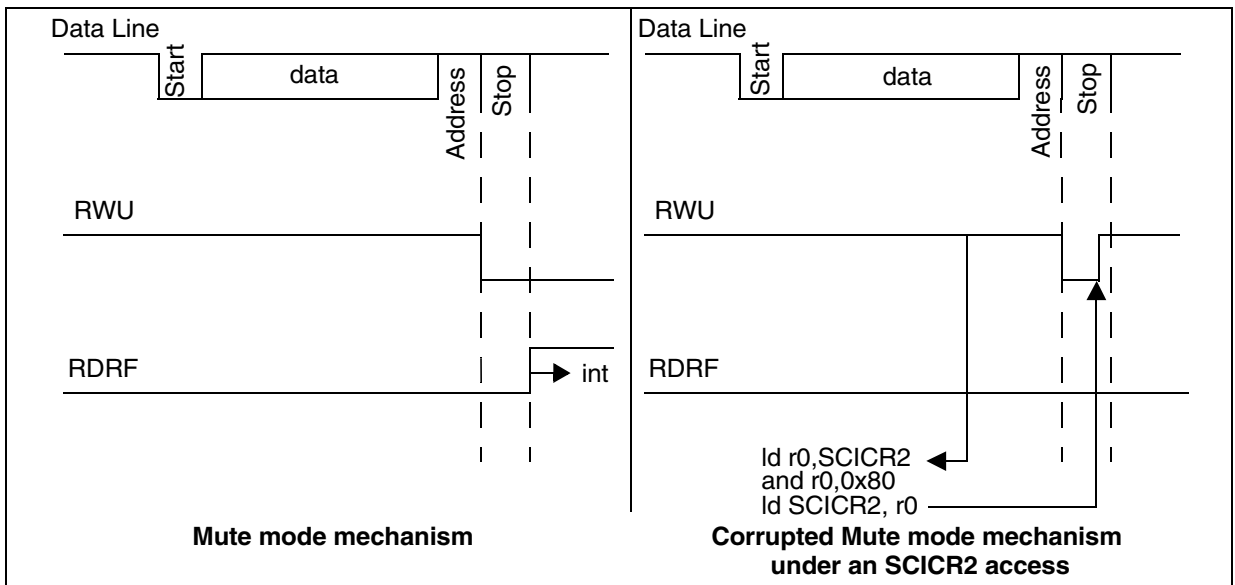 Data Line
Start
data
Address
Stop
RWU
RDRF
int
Mute mode mechanism
Data Line
Start
data
Address
Stop
RWU
RDRF
ld r0,SCICR2
and r0,0x80
ld SCICR2, r0
Corrupted Mute mode mechanism
under an SCICR2 access